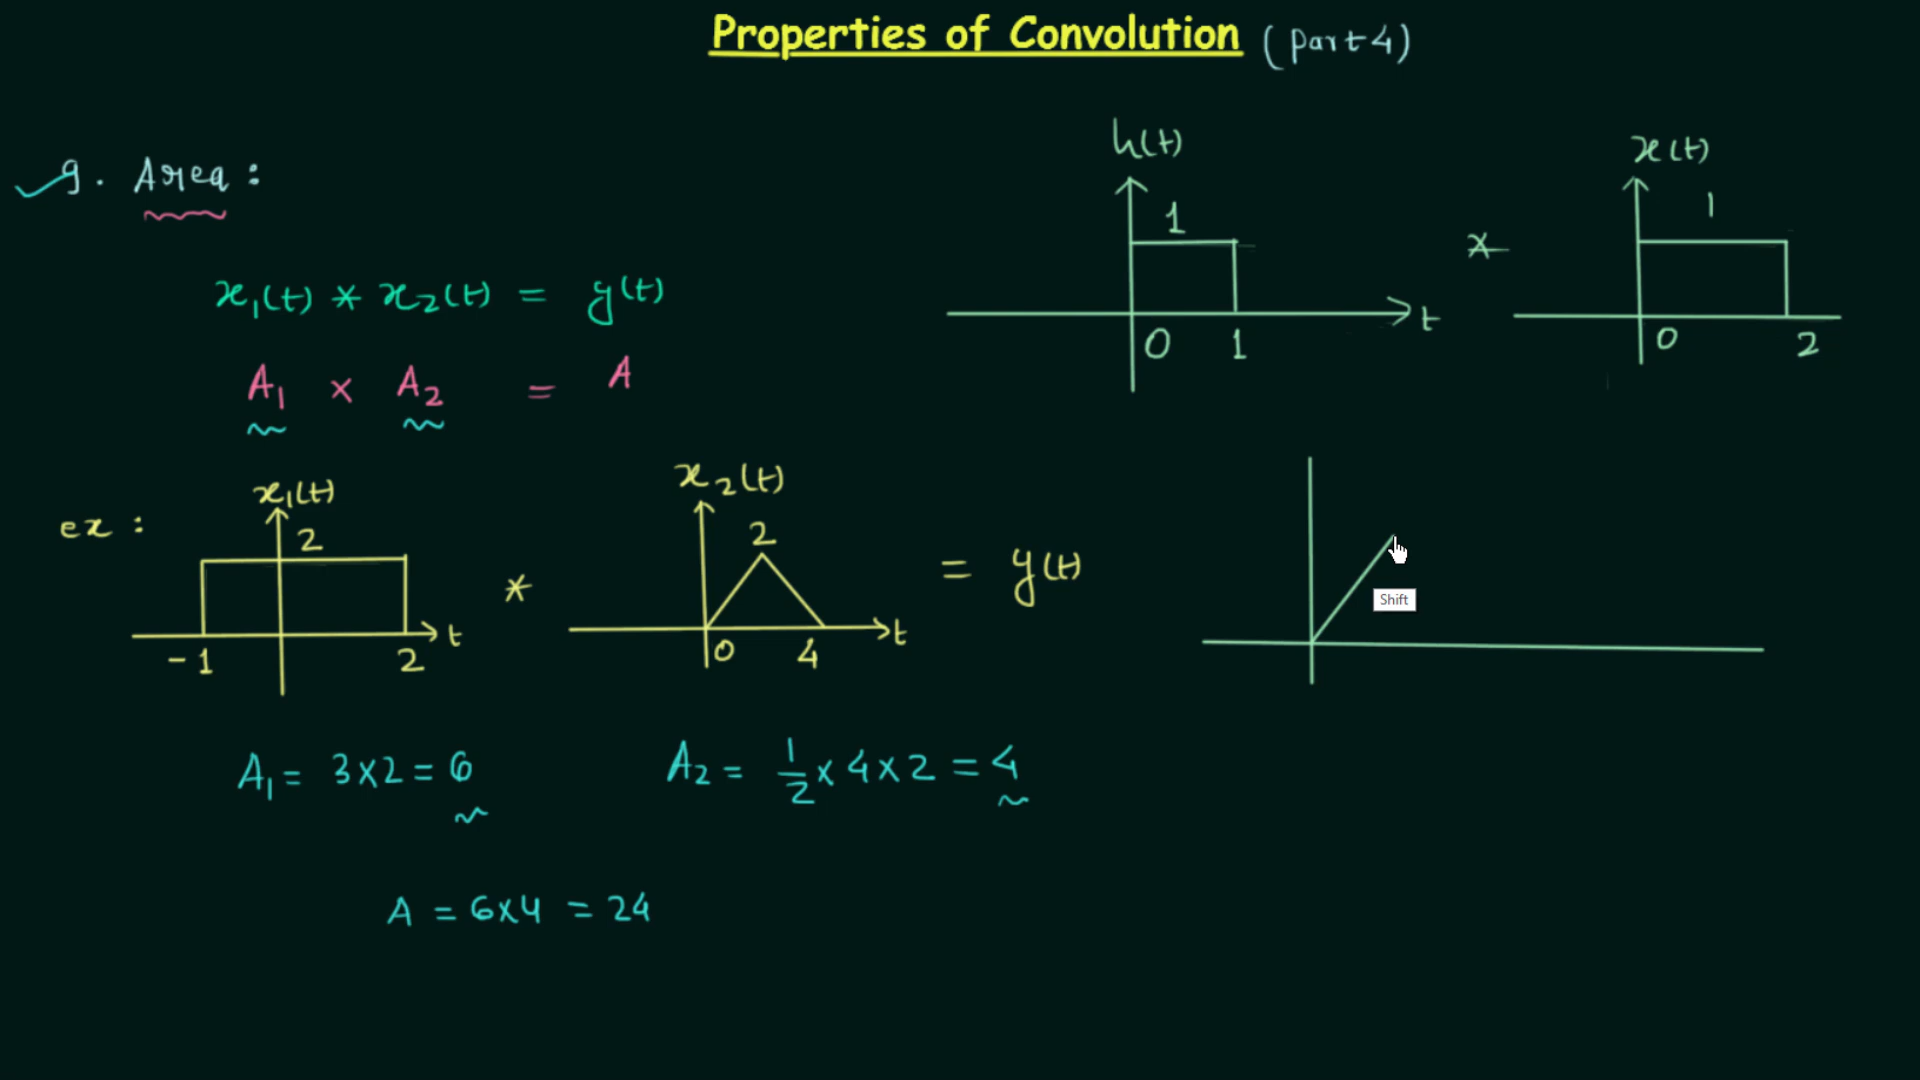 Properties of Convolution (part 4)
9. Area :
x₁(t) * x₂(t) = y(t)
A₁ × A₂ = A
h(t)
1
0 1
t
*
x(t)
1
0 2
ex :
x₁(t)
2
-1 2
t
*
x₂(t)
2
0 4
t
= y(t)
Shift
A₁ = 3×2 = 6
A₂ = 1/2 × 4 × 2 = 4
A = 6×4 = 24